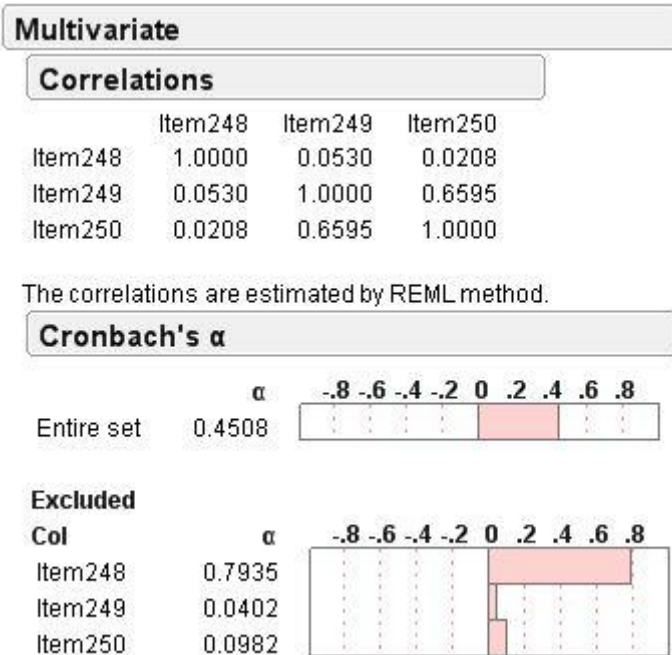 Multivariate
Correlations
Item248 Item249 Item250
Item248 1.0000 0.0530 0.0208
Item249 0.0530 1.0000 0.6595
Item250 0.0208 0.6595 1.0000
The correlations are estimated by REML method.
Cronbach's α
α -.8 -.6 -.4 -.2 0 .2 .4 .6 .8
Entire set 0.4508
Excluded
Col α -.8 -.6 -.4 -.2 0 .2 .4 .6 .8
Item248 0.7935
Item249 0.0402
Item250 0.0982